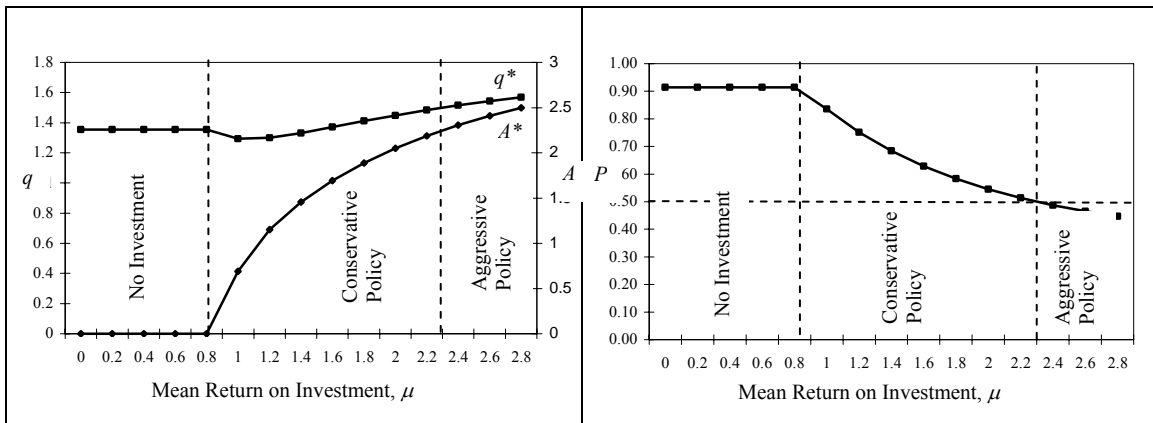 1.8
1.6
1.4
1.2
1
0.8
0.6
0.4
0.2
0
q
3
2.5
2
1.5
1
0.5
0
A
q*
A*
No Investment
Conservative
Policy
Aggressive
Policy
0 0.2 0.4 0.6 0.8 1 1.2 1.4 1.6 1.8 2 2.2 2.4 2.6 2.8
Mean Return on Investment, μ
1.00
0.90
0.80
0.70
0.60
0.50
0.40
0.30
0.20
0.10
0.00
P
No Investment
Conservative
Policy
Aggressive
Policy
0 0.2 0.4 0.6 0.8 1 1.2 1.4 1.6 1.8 2 2.2 2.4 2.6 2.8
Mean Return on Investment, μ